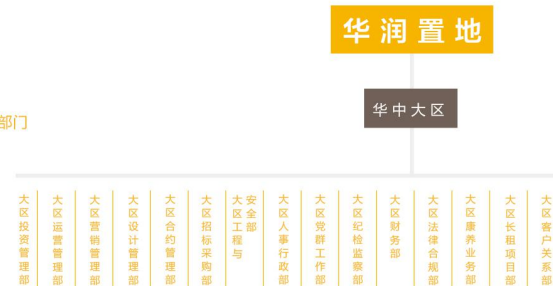 华润置地
华中大区
部门
大区投资管理部
大区运营管理部
大区营销管理部
大区设计管理部
大区合约管理部
大区招标采购部
大区工程与
安全部
大区人事行政部
大区党群工作部
大区纪检监察部
大区财务部
大区法律合规部
大区康养业务部
大区长租项目部
大区客户关系部